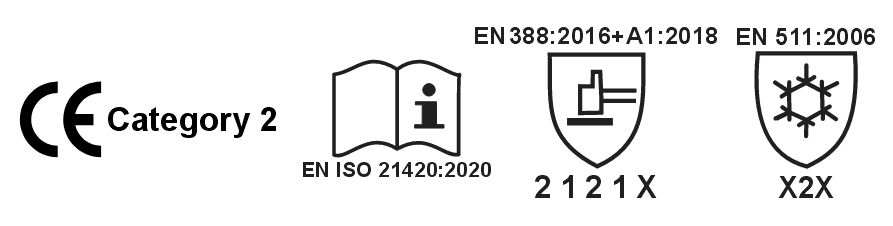 CE Category 2
i
EN ISO 21420:2020
EN 388:2016+A1:2018
2 1 2 1 X
EN 511:2006
X2X